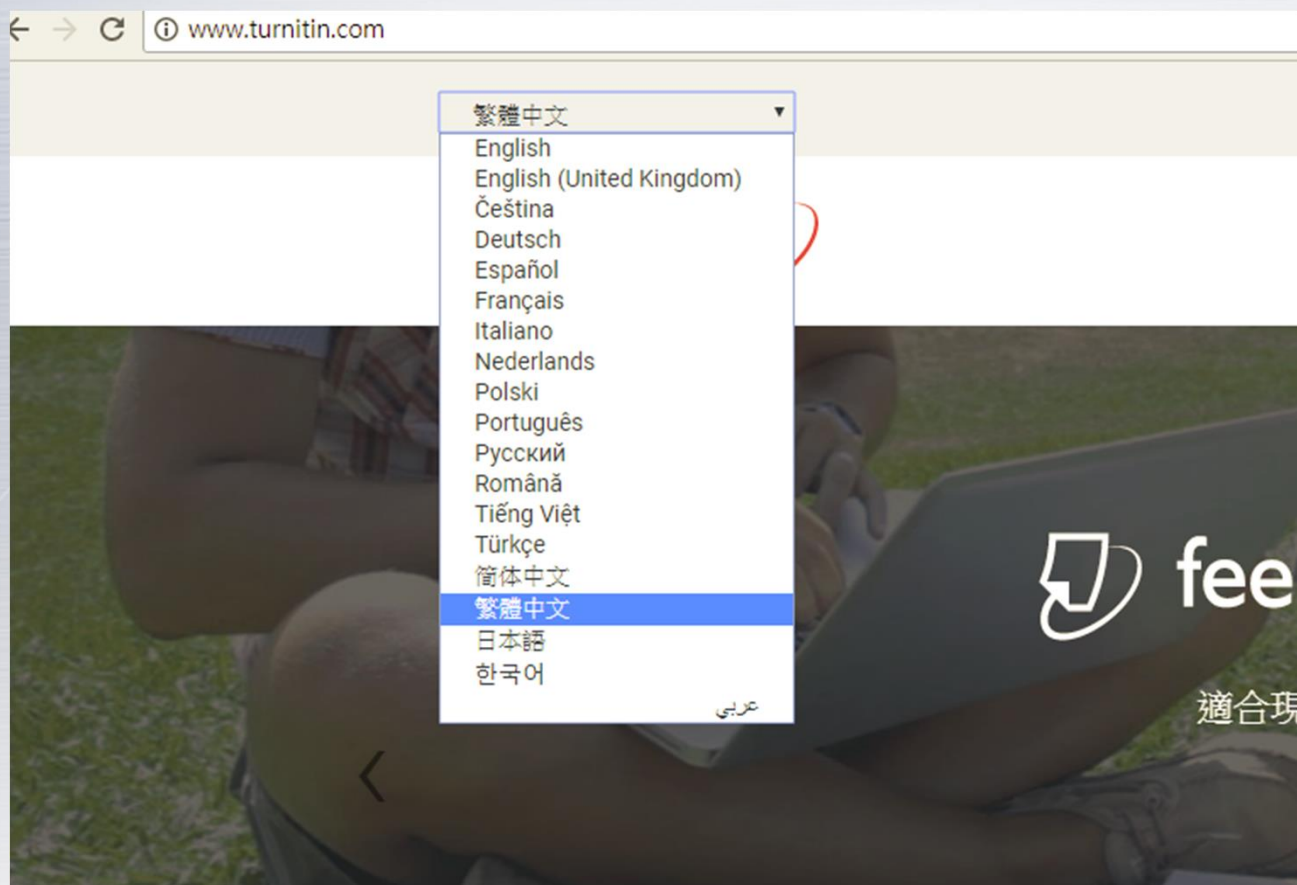 www.turnitin.com
繁體中文
English
English (United Kingdom)
Čeština
Deutsch
Español
Français
Italiano
Nederlands
Polski
Português
Русский
Română
Tiếng Việt
Türkçe
简体中文
繁體中文
日本語
한국어
عربي
fee
適合現